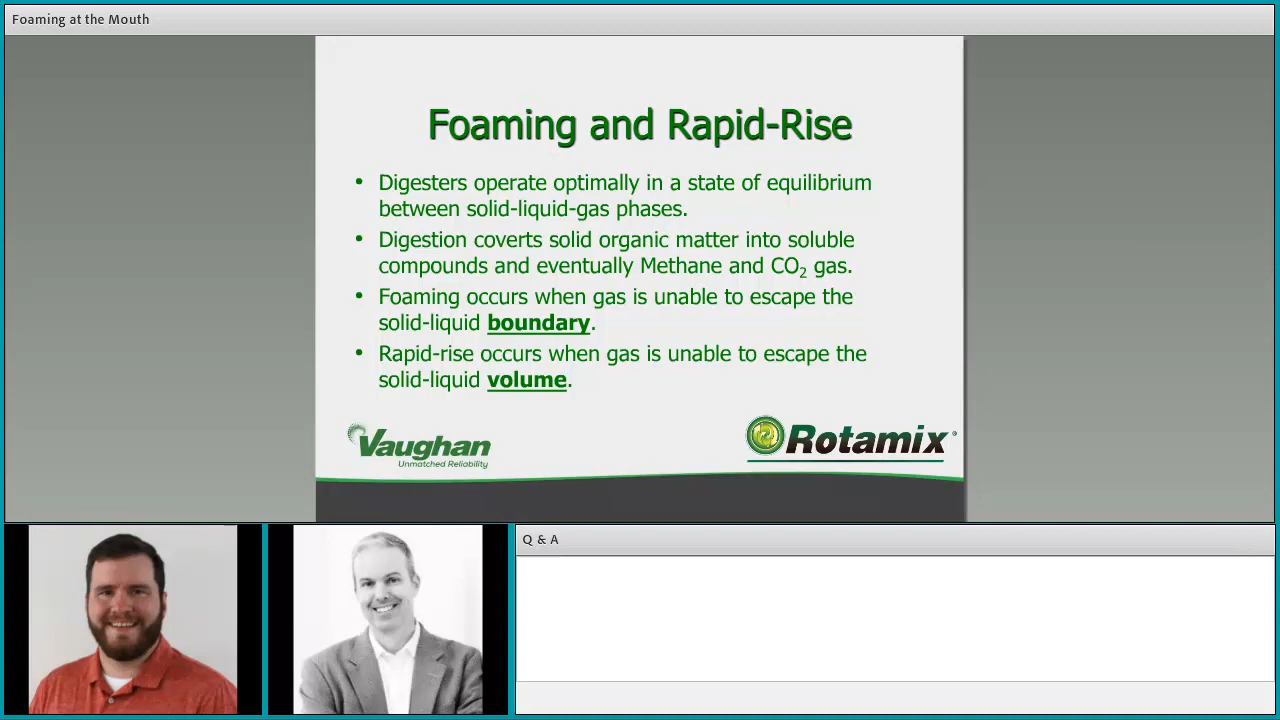 Foaming at the Mouth
Foaming and Rapid-Rise
• Digesters operate optimally in a state of equilibrium
between solid-liquid-gas phases.
• Digestion coverts solid organic matter into soluble
compounds and eventually Methane and CO₂ gas.
• Foaming occurs when gas is unable to escape the
solid-liquid boundary.
• Rapid-rise occurs when gas is unable to escape the
solid-liquid volume.
Vaughan
Unmatched Reliability
Rotamix®
Q & A